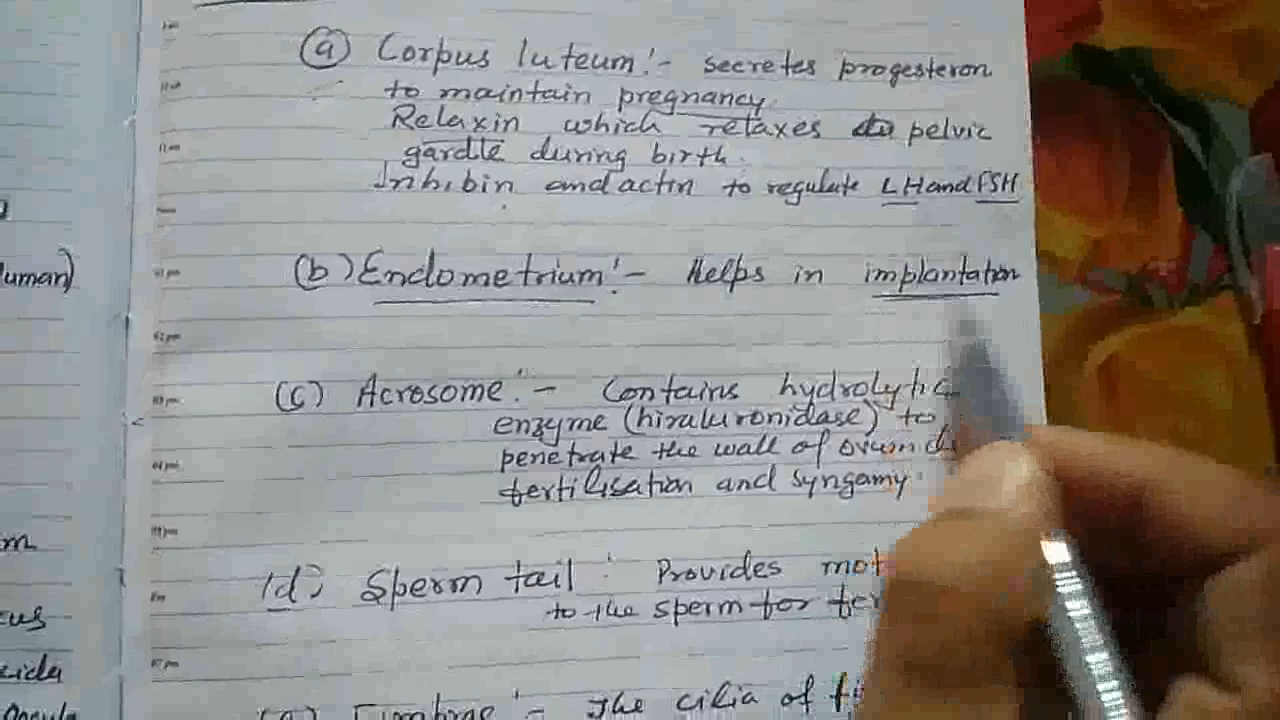 (a) Corpus luteum :- secretes progesteron
to maintain pregnancy.
Relaxin which relaxes pelvic
gardle during birth.
Inhibin and actin to regulate LH and FSH
uman)
(b) Endometrium :- Helps in implantation
(c) Acrosome :- Contains hydrolytic
enzyme (hiraluronidase) to
penetrate the wall of ovum
fertilisation and syngamy
(d) Sperm tail : Provides mot
to the sperm for fer
:- The cilia of